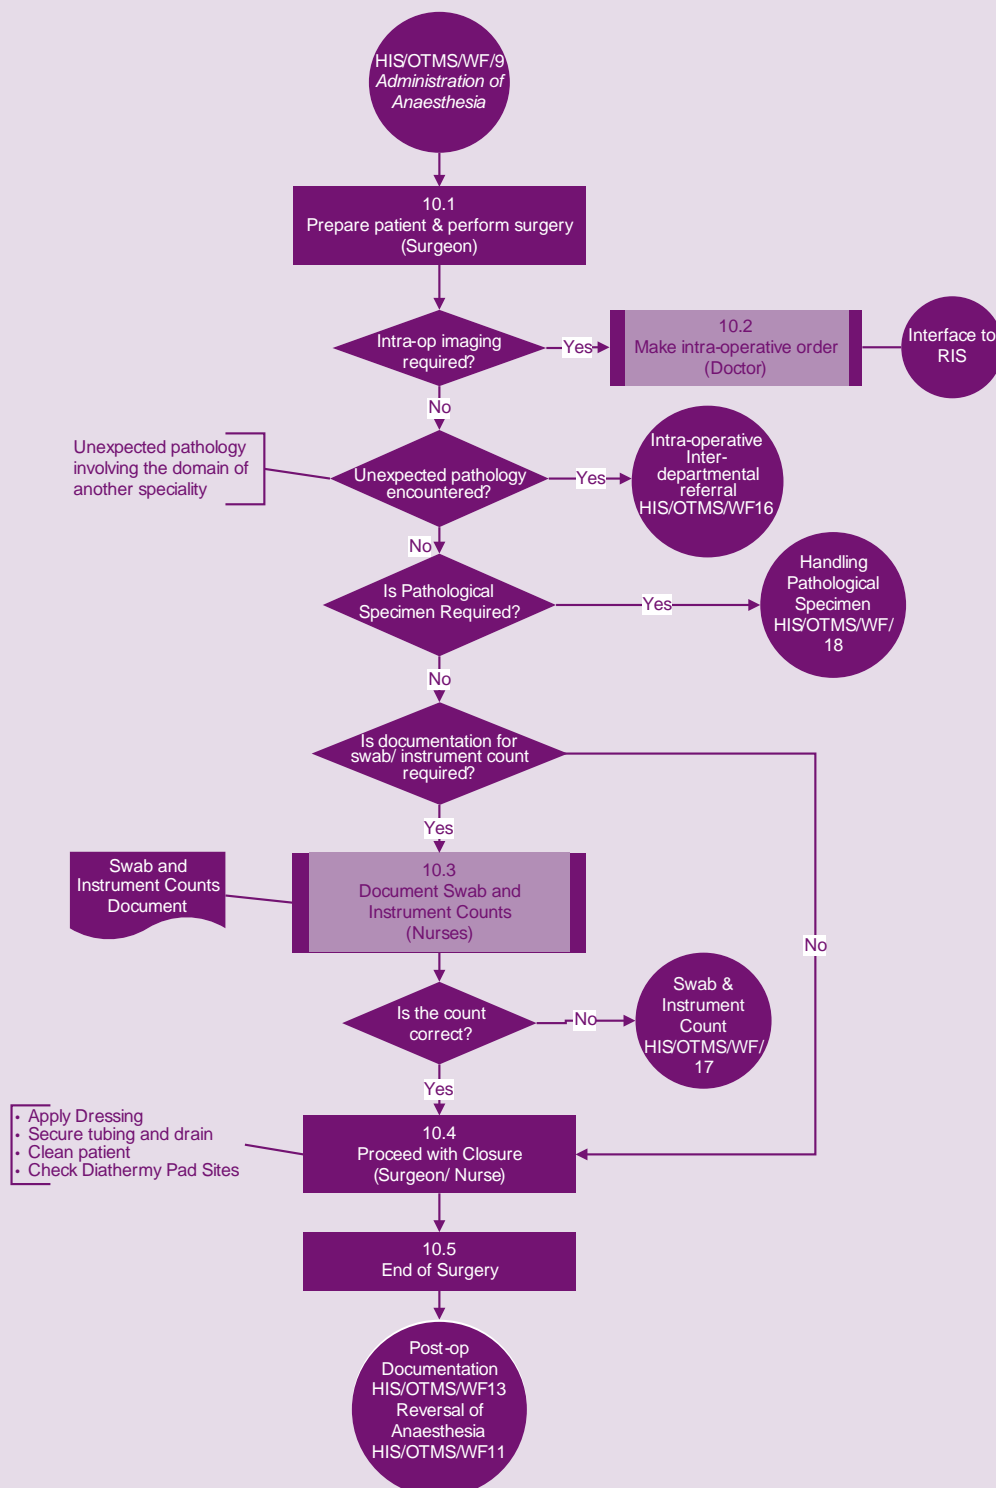 HIS/OTMS/WF/9
Administration of
Anaesthesia
10.1
Prepare patient & perform surgery
(Surgeon)
Intra-op imaging
required?
Yes
10.2
Make intra-operative order
(Doctor)
Interface to
RIS
No
Unexpected pathology
involving the domain of
another speciality
Unexpected pathology
encountered?
Yes
Intra-operative
Inter-
departmental
referral
HIS/OTMS/WF16
No
Is Pathological
Specimen Required?
Yes
Handling
Pathological
Specimen
HIS/OTMS/WF/
18
No
Is documentation for
swab/ instrument count
required?
Yes
No
Swab and
Instrument Counts
Document
10.3
Document Swab and
Instrument Counts
(Nurses)
Is the count
correct?
No
Swab &
Instrument
Count
HIS/OTMS/WF/
17
Yes
• Apply Dressing
• Secure tubing and drain
• Clean patient
• Check Diathermy Pad Sites
10.4
Proceed with Closure
(Surgeon/ Nurse)
10.5
End of Surgery
Post-op
Documentation
HIS/OTMS/WF13
Reversal of
Anaesthesia
HIS/OTMS/WF11